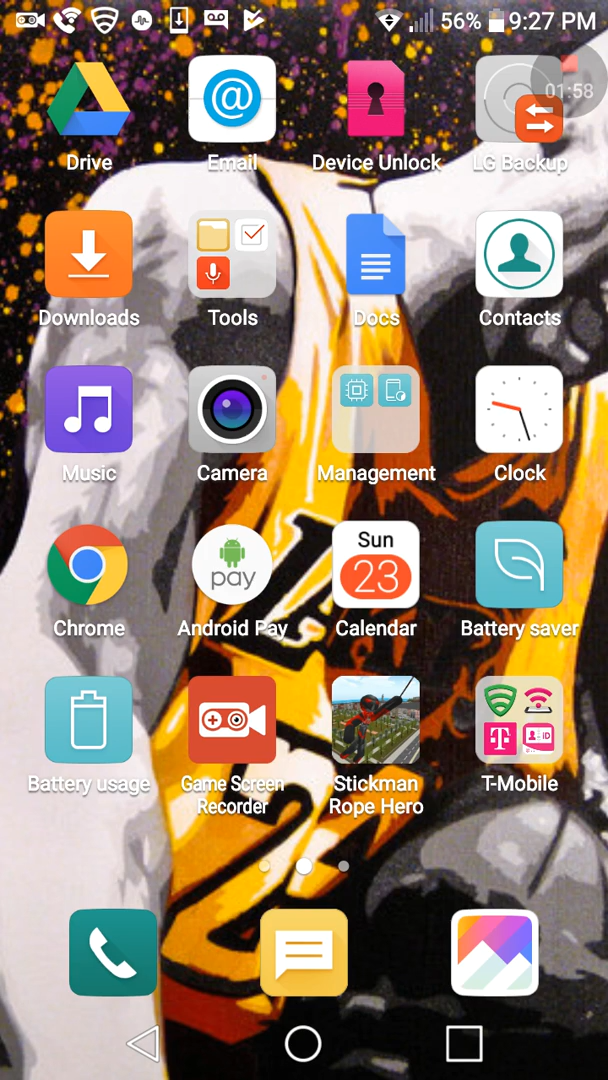 56% 9:27 PM
01:58
Drive
Email
Device Unlock
LG Backup
Downloads
Tools
Docs
Contacts
Music
Camera
Management
Clock
Sun
23
pay
Chrome
Android Pay
Calendar
Battery saver
T
ID
Battery usage
Game Screen
Recorder
Stickman
Rope Hero
T-Mobile
2